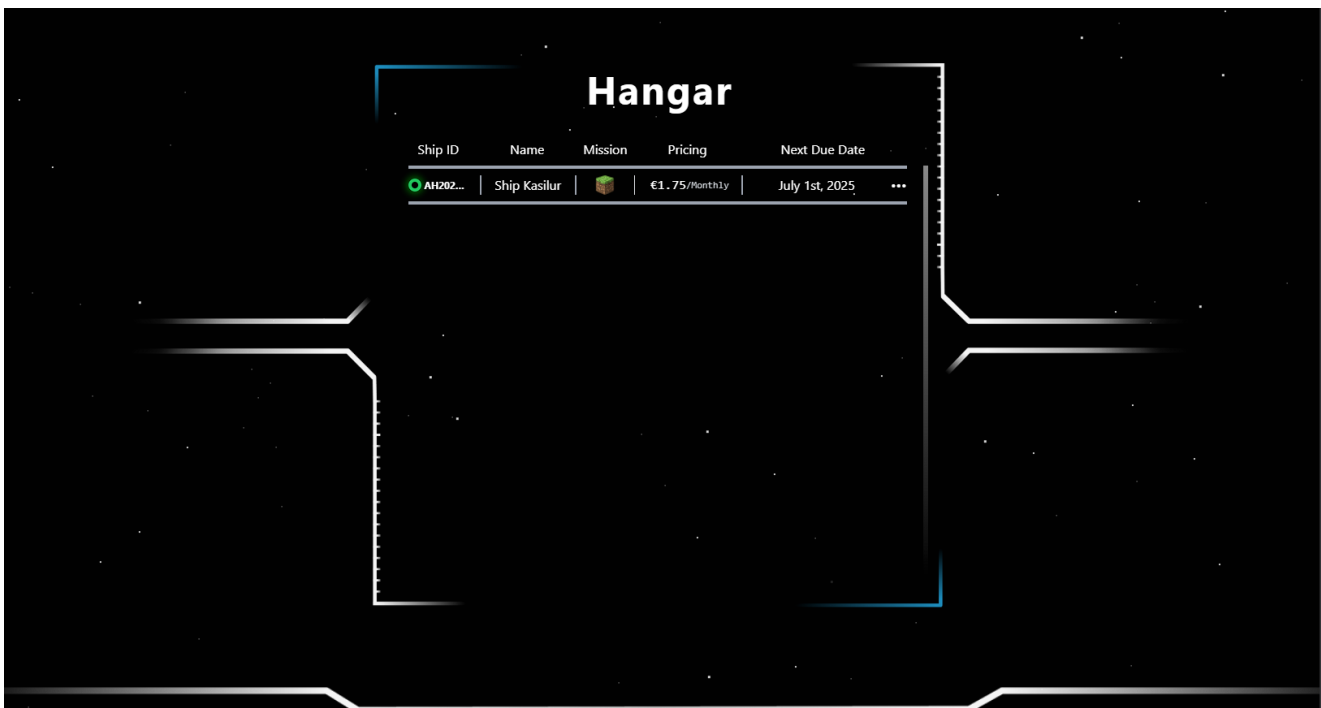 Hangar
Ship ID Name Mission Pricing Next Due Date
AH202... Ship Kasilur €1.75/Monthly July 1st, 2025 •••